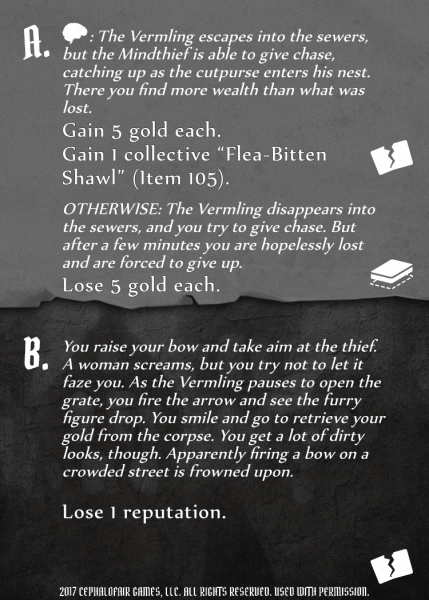 A. : The Vermling escapes into the sewers,
but the Mindthief is able to give chase,
catching up as the cutpurse enters his nest.
There you find more wealth than what was
lost.
Gain 5 gold each.
Gain 1 collective “Flea-Bitten
Shawl” (Item 105).
OTHERWISE: The Vermling disappears into
the sewers, and you try to give chase. But
after a few minutes you are hopelessly lost
and are forced to give up.
Lose 5 gold each.
B. You raise your bow and take aim at the thief.
A woman screams, but you try not to let it
faze you. As the Vermling pauses to open the
grate, you fire the arrow and see the furry
figure drop. You smile and go to retrieve your
gold from the corpse. You get a lot of dirty
looks, though. Apparently firing a bow on a
crowded street is frowned upon.
Lose 1 reputation.
2017 CEPHALOFAIR GAMES, LLC. ALL RIGHTS RESERVED. USED WITH PERMISSION.